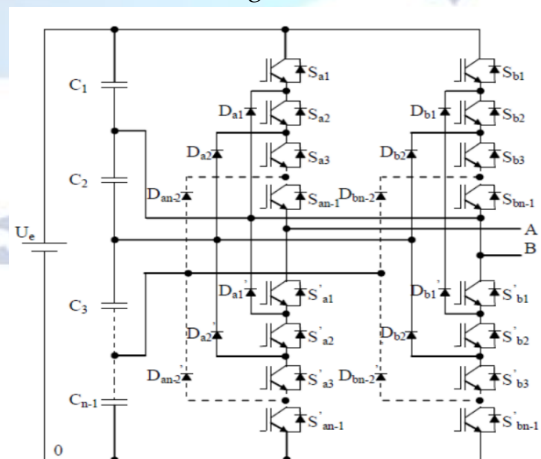 C1
C2
Ue
C3
Cn-1
0
Sa1
Da1
Sa2
Da2
Sa3
Dan-2
San-1
Sb1
Db1
Sb2
Db2
Sb3
Dbn-2
Sbn-1
A
B
Da1'
S'a1
Da2'
S'a2
Dan-2'
S'a3
S'an-1
Db1'
S'b1
Db2'
S'b2
Dbn-2'
S'b3
S'bn-1